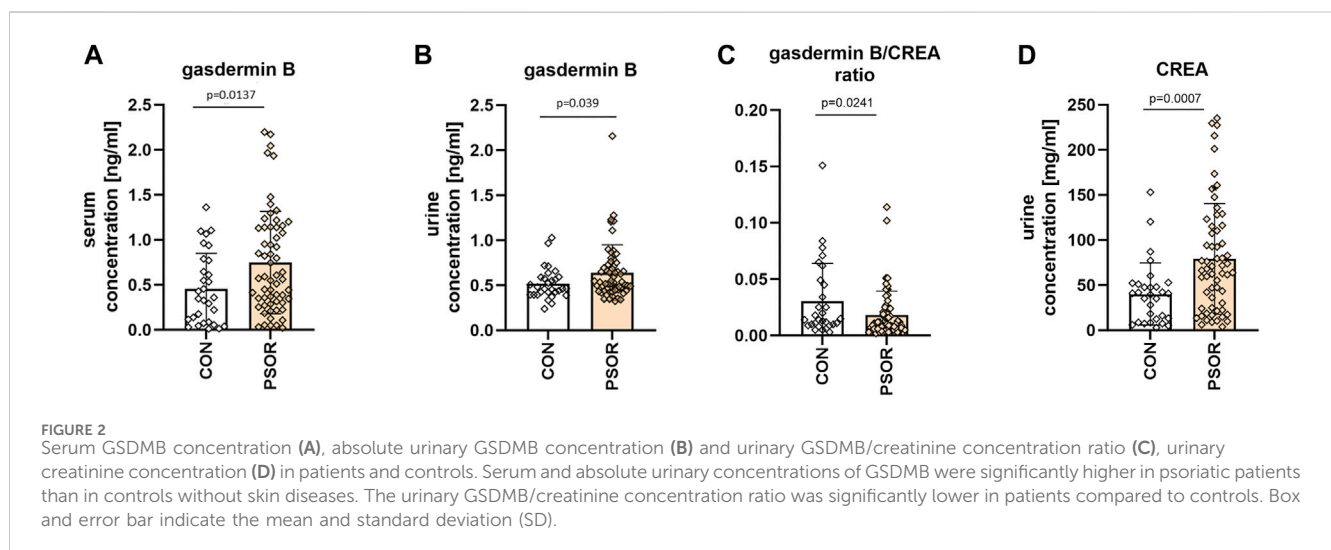 A
gasdermin B
p=0.0137
serum
concentration [ng/ml]
2.5
2.0
1.5
1.0
0.5
0.0
CON
PSOR
B
gasdermin B
p=0.039
urine
concentration [ng/ml]
2.5
2.0
1.5
1.0
0.5
0.0
CON
PSOR
C
gasdermin B/CREA
ratio
p=0.0241
0.20
0.15
0.10
0.05
0.00
CON
PSOR
D
CREA
p=0.0007
urine
concentration [mg/ml]
250
200
150
100
50
0
CON
PSOR
FIGURE 2
Serum GSDMB concentration (A), absolute urinary GSDMB concentration (B) and urinary GSDMB/creatinine concentration ratio (C), urinary
creatinine concentration (D) in patients and controls. Serum and absolute urinary concentrations of GSDMB were significantly higher in psoriatic patients
than in controls without skin diseases. The urinary GSDMB/creatinine concentration ratio was significantly lower in patients compared to controls. Box
and error bar indicate the mean and standard deviation (SD).